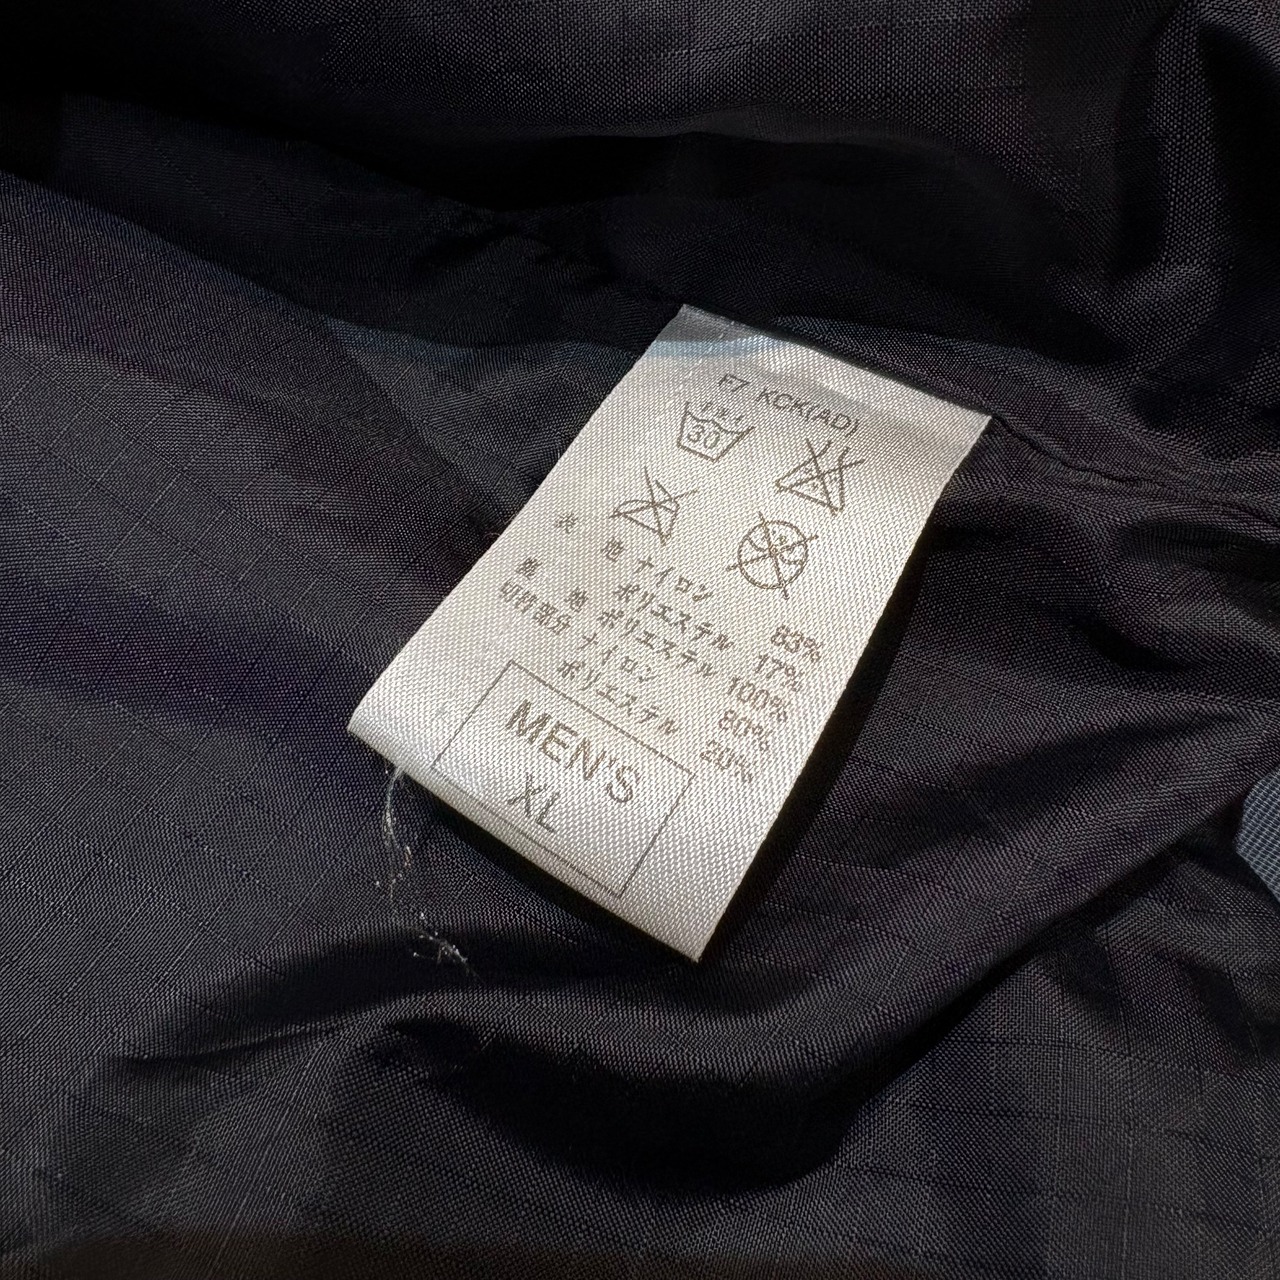 F7 KCK(AD)
30
表 地 ナイロン 83%
ポリエステル 17%
裏 地 ポリエステル 100%
切替部分 ナイロン 80%
ポリエステル 20%
MEN'S
XL